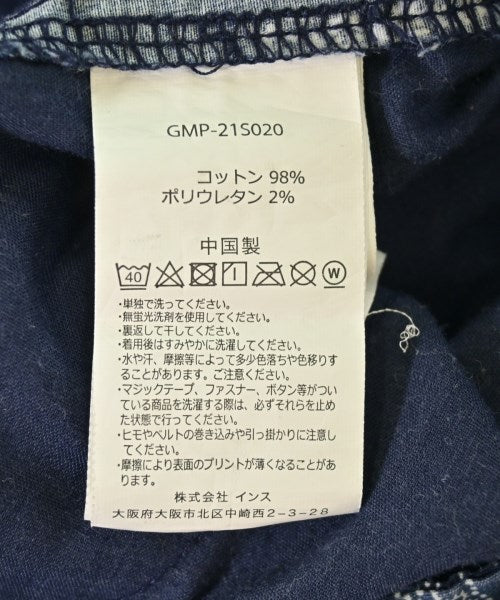 GMP-21S020
コットン 98%
ポリウレタン 2%
中国製
40 W
・単独で洗ってください。
・無蛍光洗剤を使用してください。
・裏返して干してください。
・着用後はすみやかに洗濯してください。
・水や汗、摩擦等によって多少色落ちや色移りす
ることがあります。ご注意ください。
・マジックテープ、ファスナー、ボタン等がつい
ている商品を洗濯する際は、必ずそれらを止め
た状態で行ってください。
・ヒモやベルトの巻き込みや引っ掛かりに注意し
てください。
・摩擦により表面のプリントが薄くなることがあ
ります。
株式会社 インス
大阪府大阪市北区中崎西2-3-28